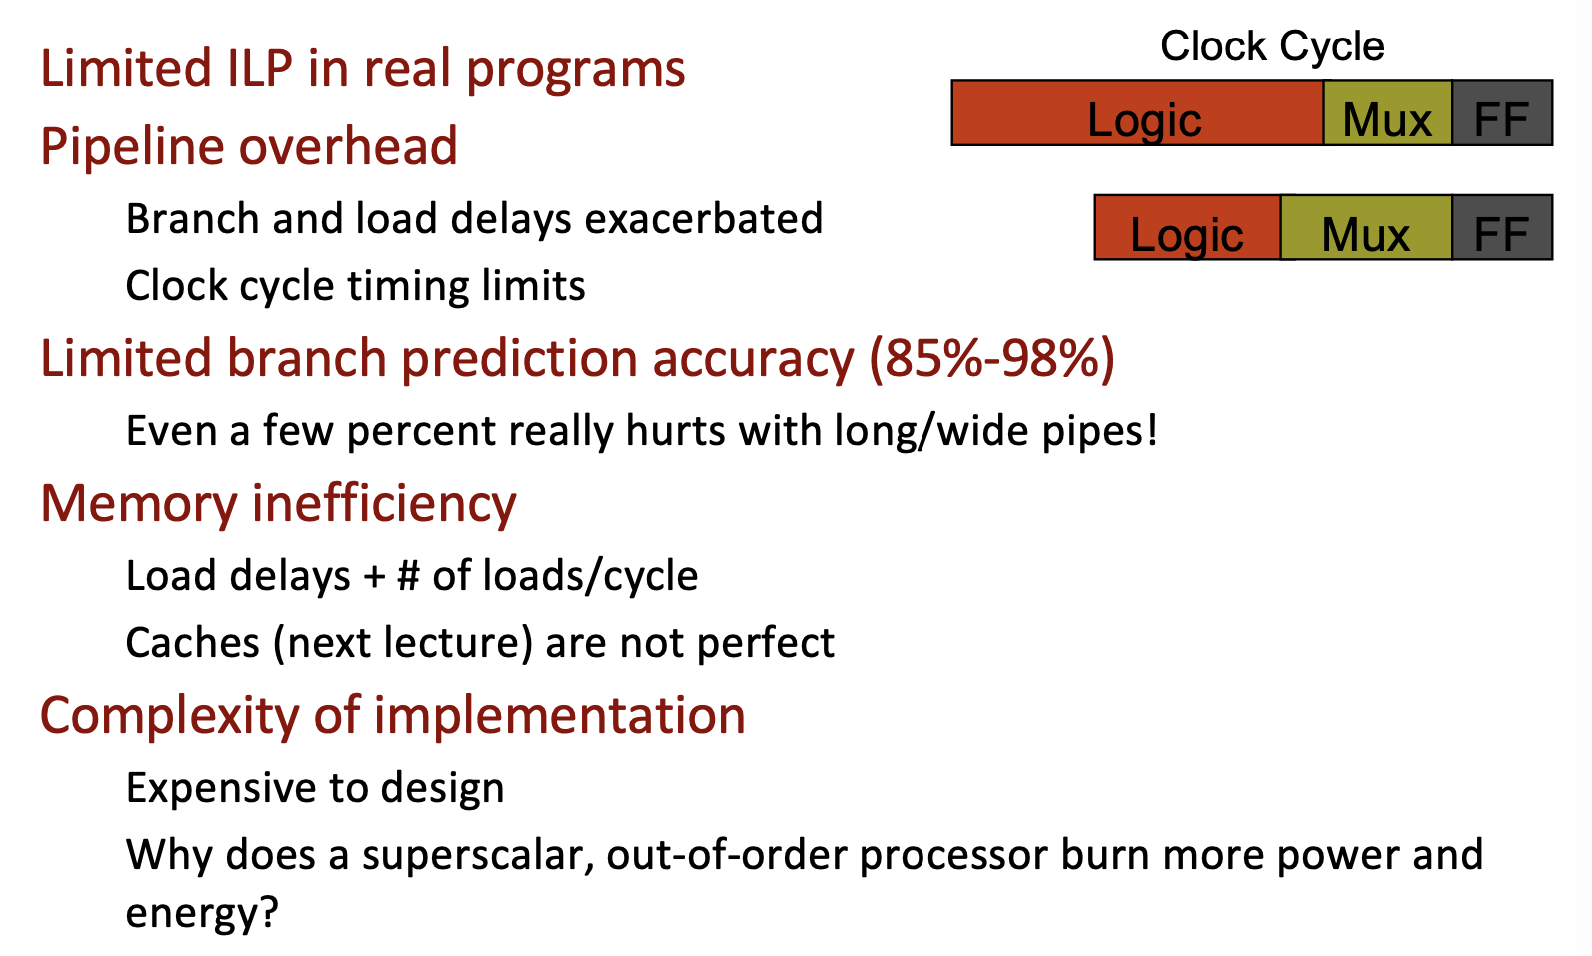 Limited ILP in real programs
Pipeline overhead
Branch and load delays exacerbated
Clock cycle timing limits
Limited branch prediction accuracy (85%-98%)
Even a few percent really hurts with long/wide pipes!
Memory inefficiency
Load delays + # of loads/cycle
Caches (next lecture) are not perfect
Complexity of implementation
Expensive to design
Why does a superscalar, out-of-order processor burn more power and
energy?
Clock Cycle
Logic Mux FF
Logic Mux FF